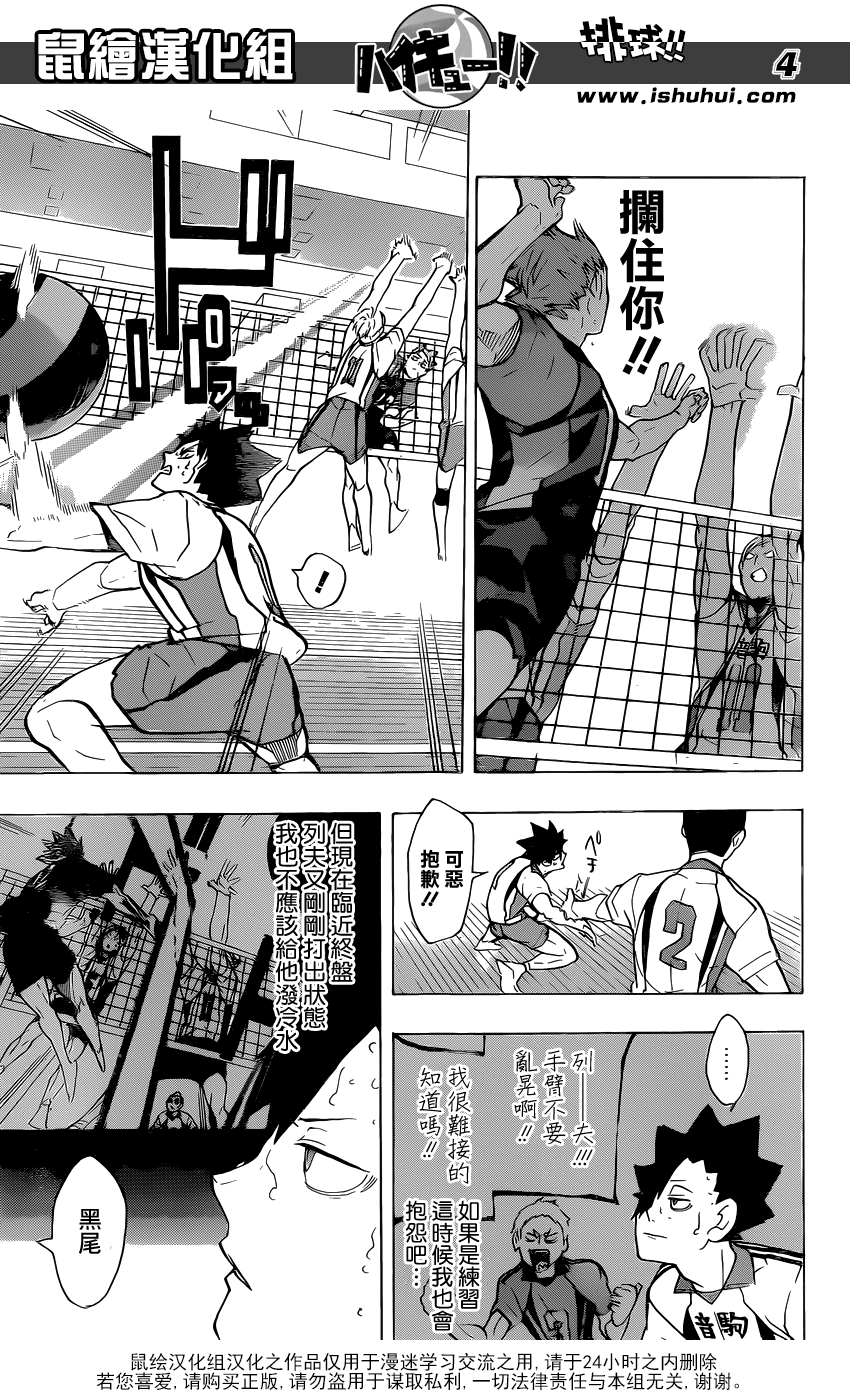 鼠繪漢化組
ハイキュー!!
排球!!
4
www.ishuhui.com
攔住你!!
音駒
ド
!
可惡
抱歉!!
ペチ
2
……
列——夫!!!
手臂不要
亂晃啊!!
我很難接的
知道嗎!!
如果是練習
這時候我也會
抱怨吧…
音駒
但現在臨近終盤
列夫又剛剛打出狀態
我也不應該給他潑冷水
黑尾
鼠绘汉化组汉化之作品仅用于漫迷学习交流之用, 请于24小时之内删除
若您喜爱, 请购买正版, 请勿盗用于谋取私利, 一切法律责任与本组无关, 谢谢。